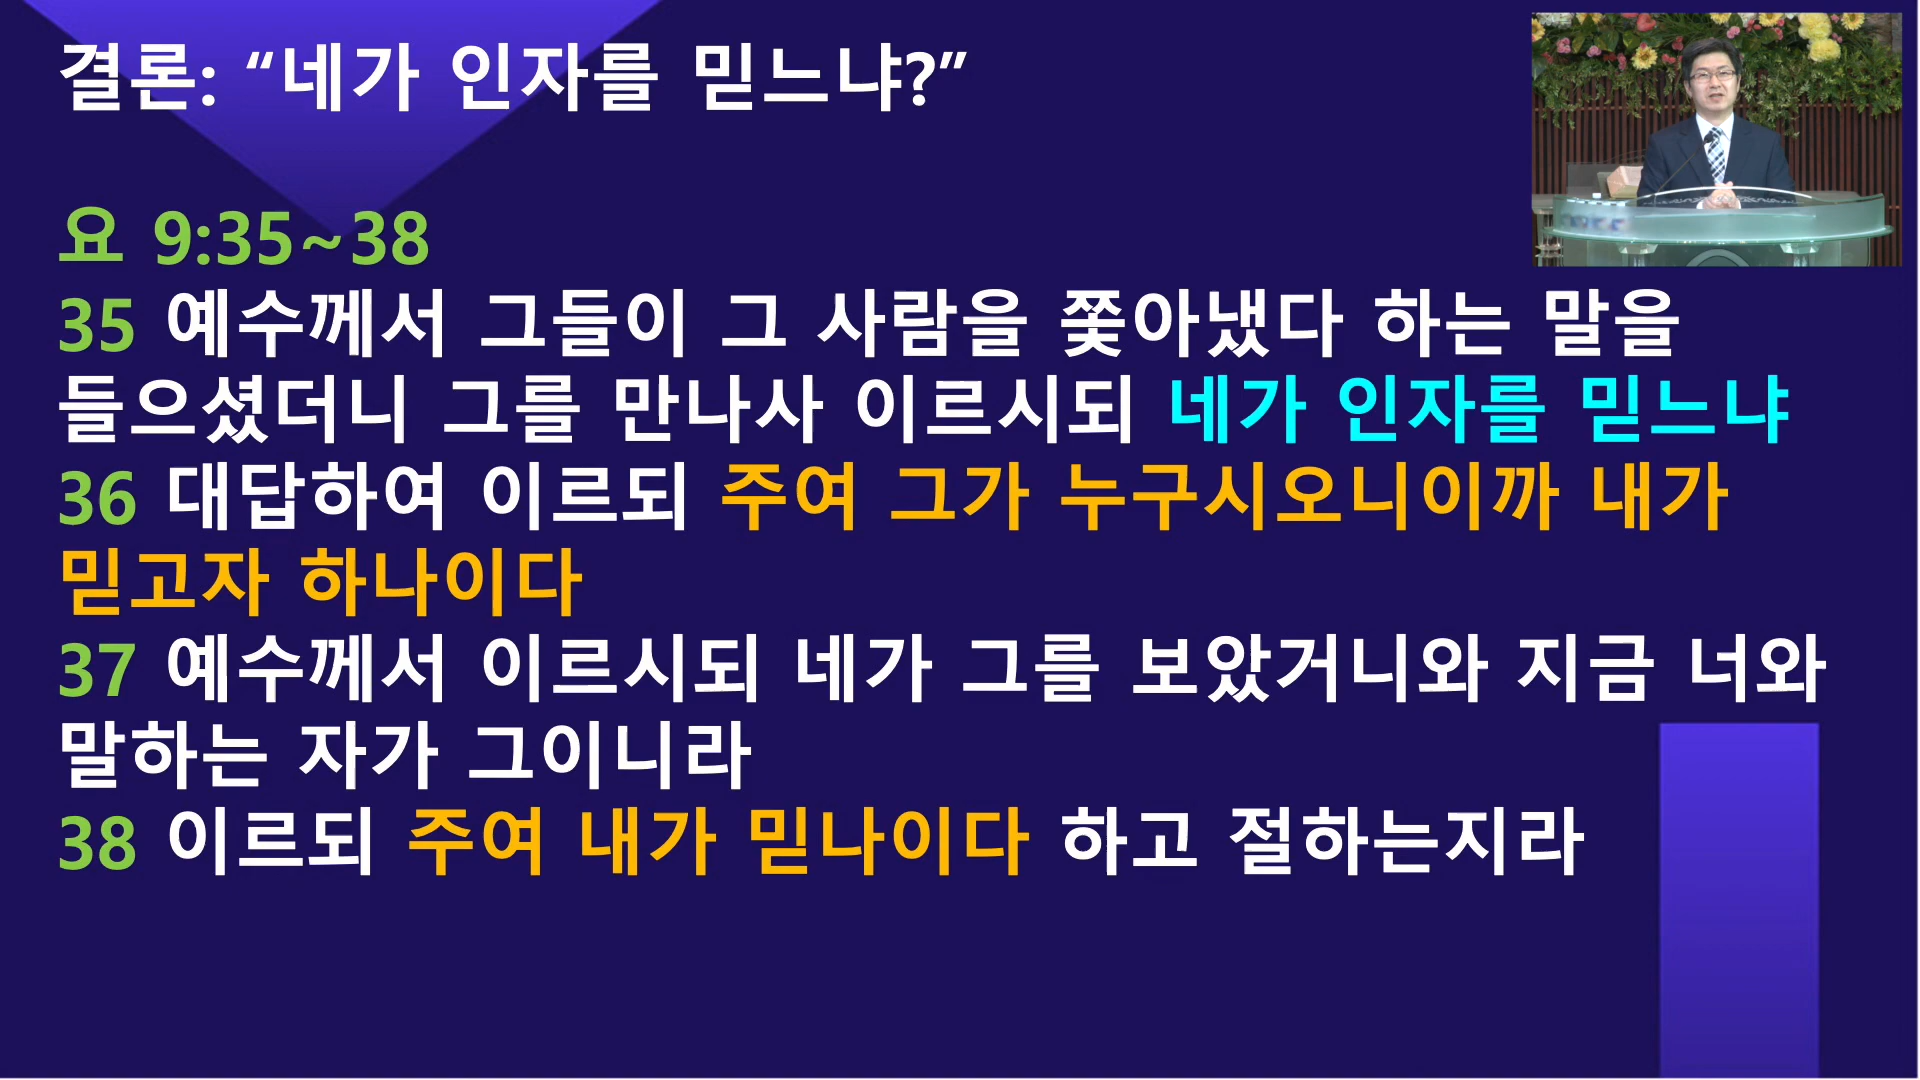 결론: “네가 인자를 믿느냐?”
요 9:35~38
35 예수께서 그들이 그 사람을 쫓아냈다 하는 말을
들으셨더니 그를 만나사 이르시되 네가 인자를 믿느냐
36 대답하여 이르되 주여 그가 누구시오니이까 내가
믿고자 하나이다
37 예수께서 이르시되 네가 그를 보았거니와 지금 너와
말하는 자가 그이니라
38 이르되 주여 내가 믿나이다 하고 절하는지라